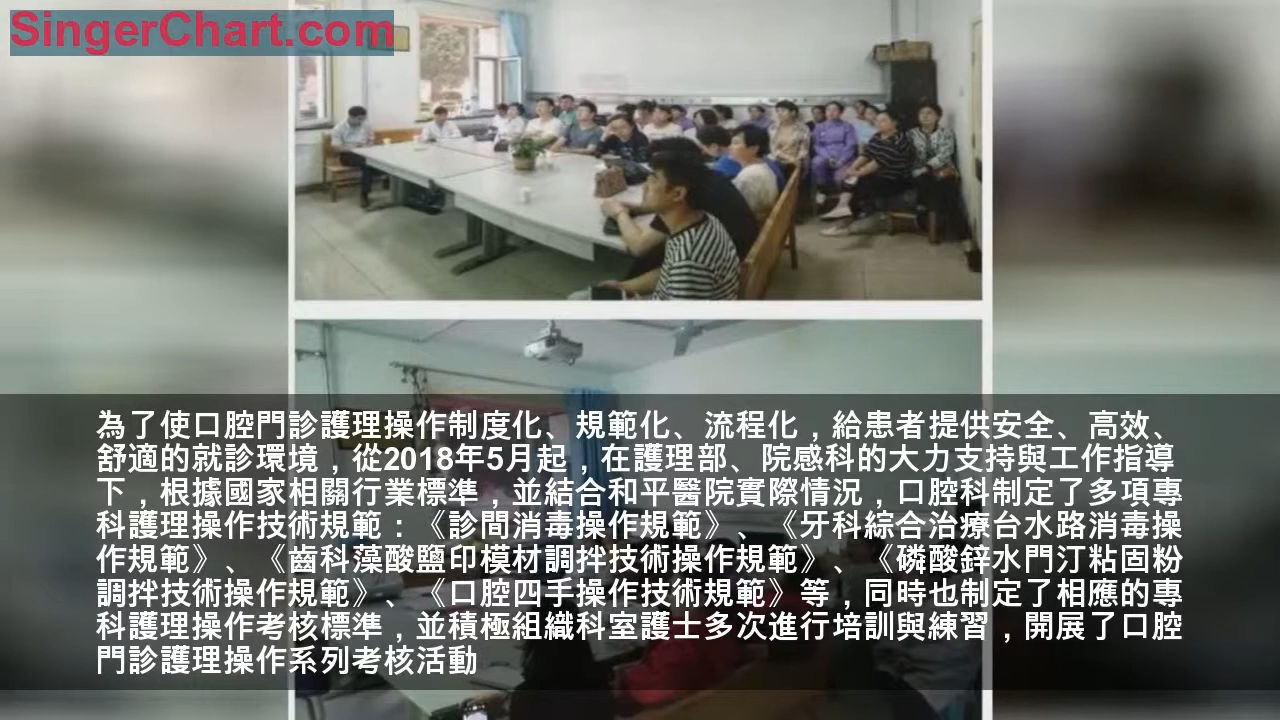 SingerChart.com
為了使口腔門診護理操作制度化、規範化、流程化，給患者提供安全、高效、
舒適的就診環境，從2018年5月起，在護理部、院感科的大力支持與工作指導
下，根據國家相關行業標準，並結合和平醫院實際情況，口腔科制定了多項專
科護理操作技術規範：《診間消毒操作規範》、《牙科綜合治療台水路消毒操
作規範》、《齒科藻酸鹽印模材調拌技術操作規範》、《磷酸鋅水門汀粘固粉
調拌技術操作規範》、《口腔四手操作技術規範》等，同時也制定了相應的專
科護理操作考核標準，並積極組織科室護士多次進行培訓與練習，開展了口腔
門診護理操作系列考核活動